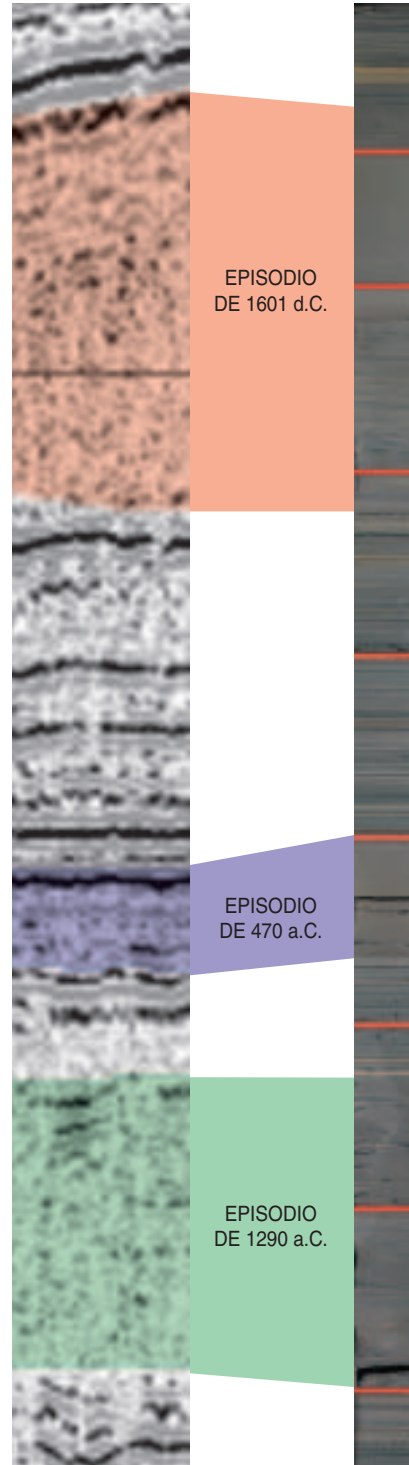 EPISODIO
DE 1601 d.C.
EPISODIO
DE 470 a.C.
EPISODIO
DE 1290 a.C.